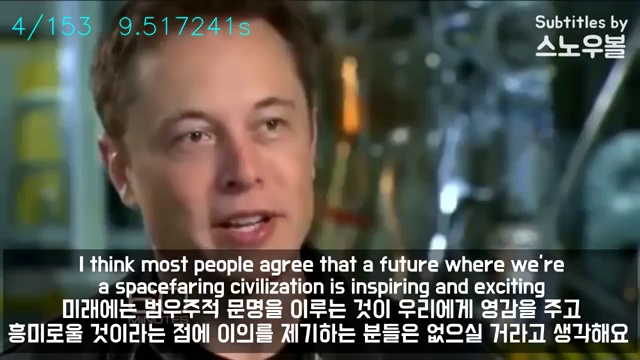 4/153 9.517241s
Subtitles by
스노우볼
I think most people agree that a future where we're
a spacefaring civilization is inspiring and exciting
미래에는 범우주적 문명을 이루는 것이 우리에게 영감을 주고
흥미로울 것이라는 점에 이의를 제기하는 분들은 없으실 거라고 생각해요